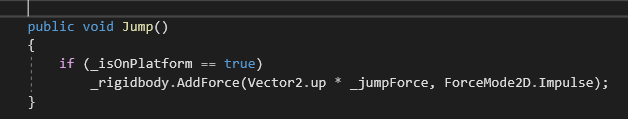 public void Jump()
{
if (_isOnPlatform == true)
_rigidbody.AddForce(Vector2.up * _jumpForce, ForceMode2D.Impulse);
}